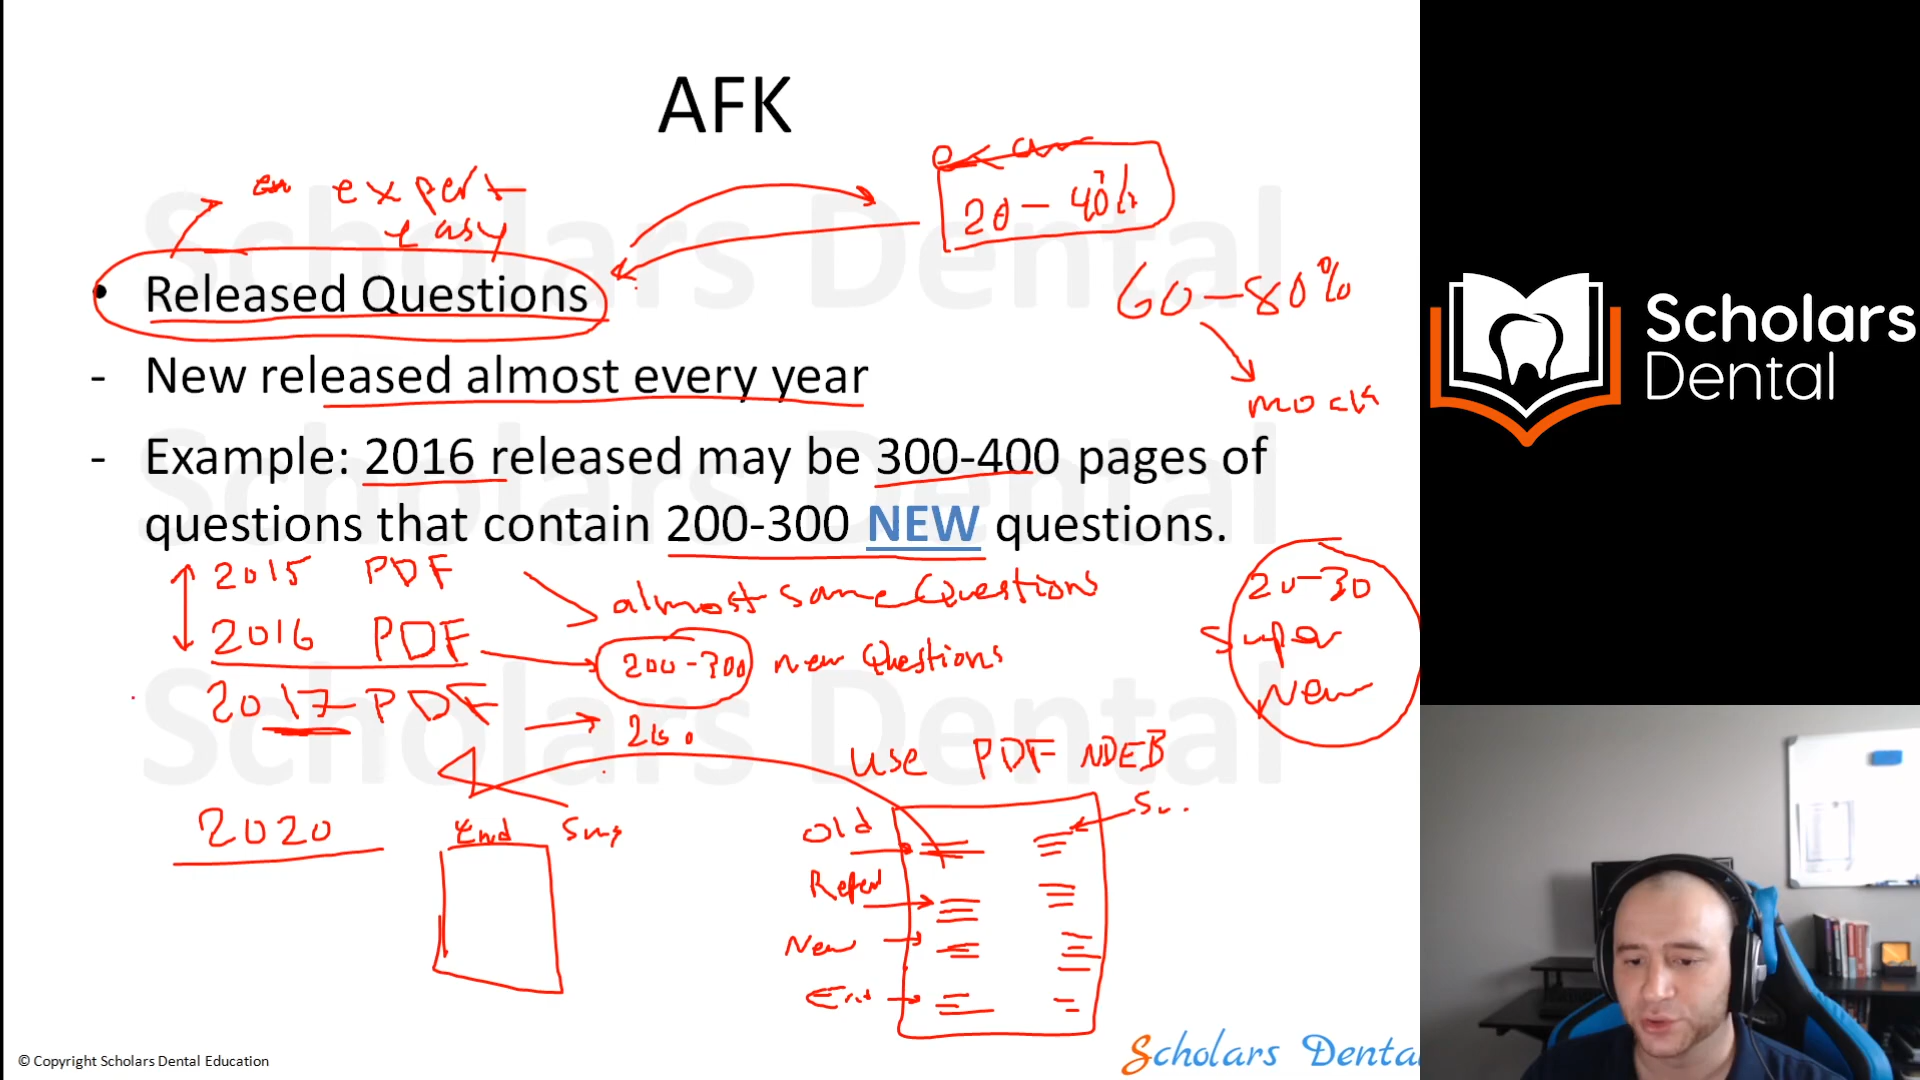 AFK
exam
20 - 40%
en expert
easy
• Released Questions
60-80%
mock
- New released almost every year
- Example: 2016 released may be 300-400 pages of
questions that contain 200-300 NEW questions.
2015 PDF
almost same Questions
2016 PDF
200-300 new Questions
2017 PDF
20-30
super
New
use PDF NDEB
2020
End
Old
New
Scholars Dental
© Copyright Scholars Dental Education
Scholars
Dental